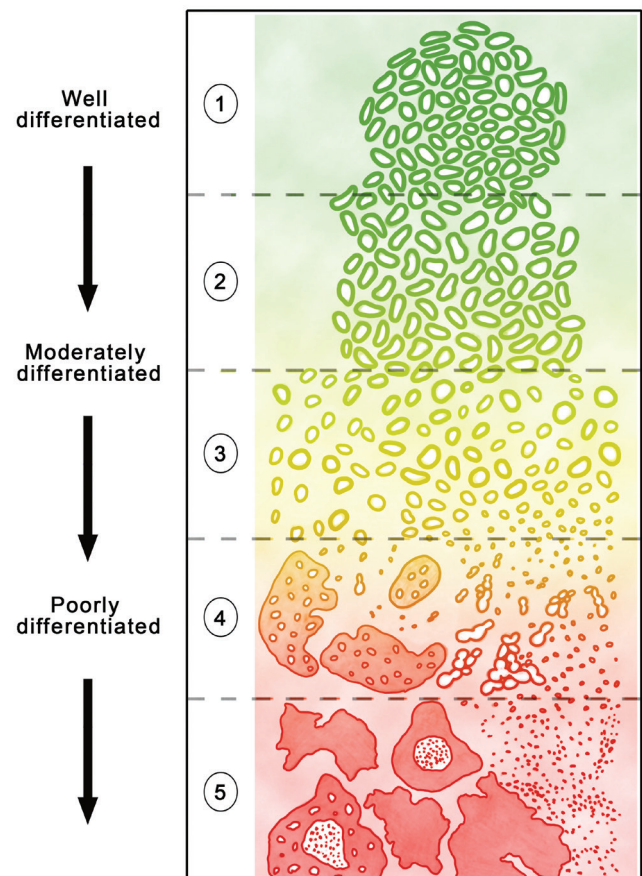 Well
differentiated
1
2
Moderately
differentiated
3
Poorly
differentiated
4
5